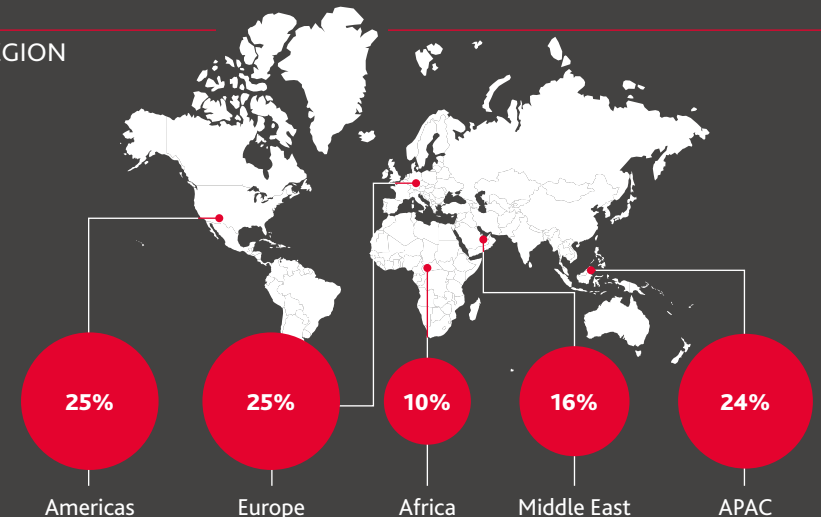 GION
25%
25%
10%
16%
24%
Americas
Europe
Africa
Middle East
APAC